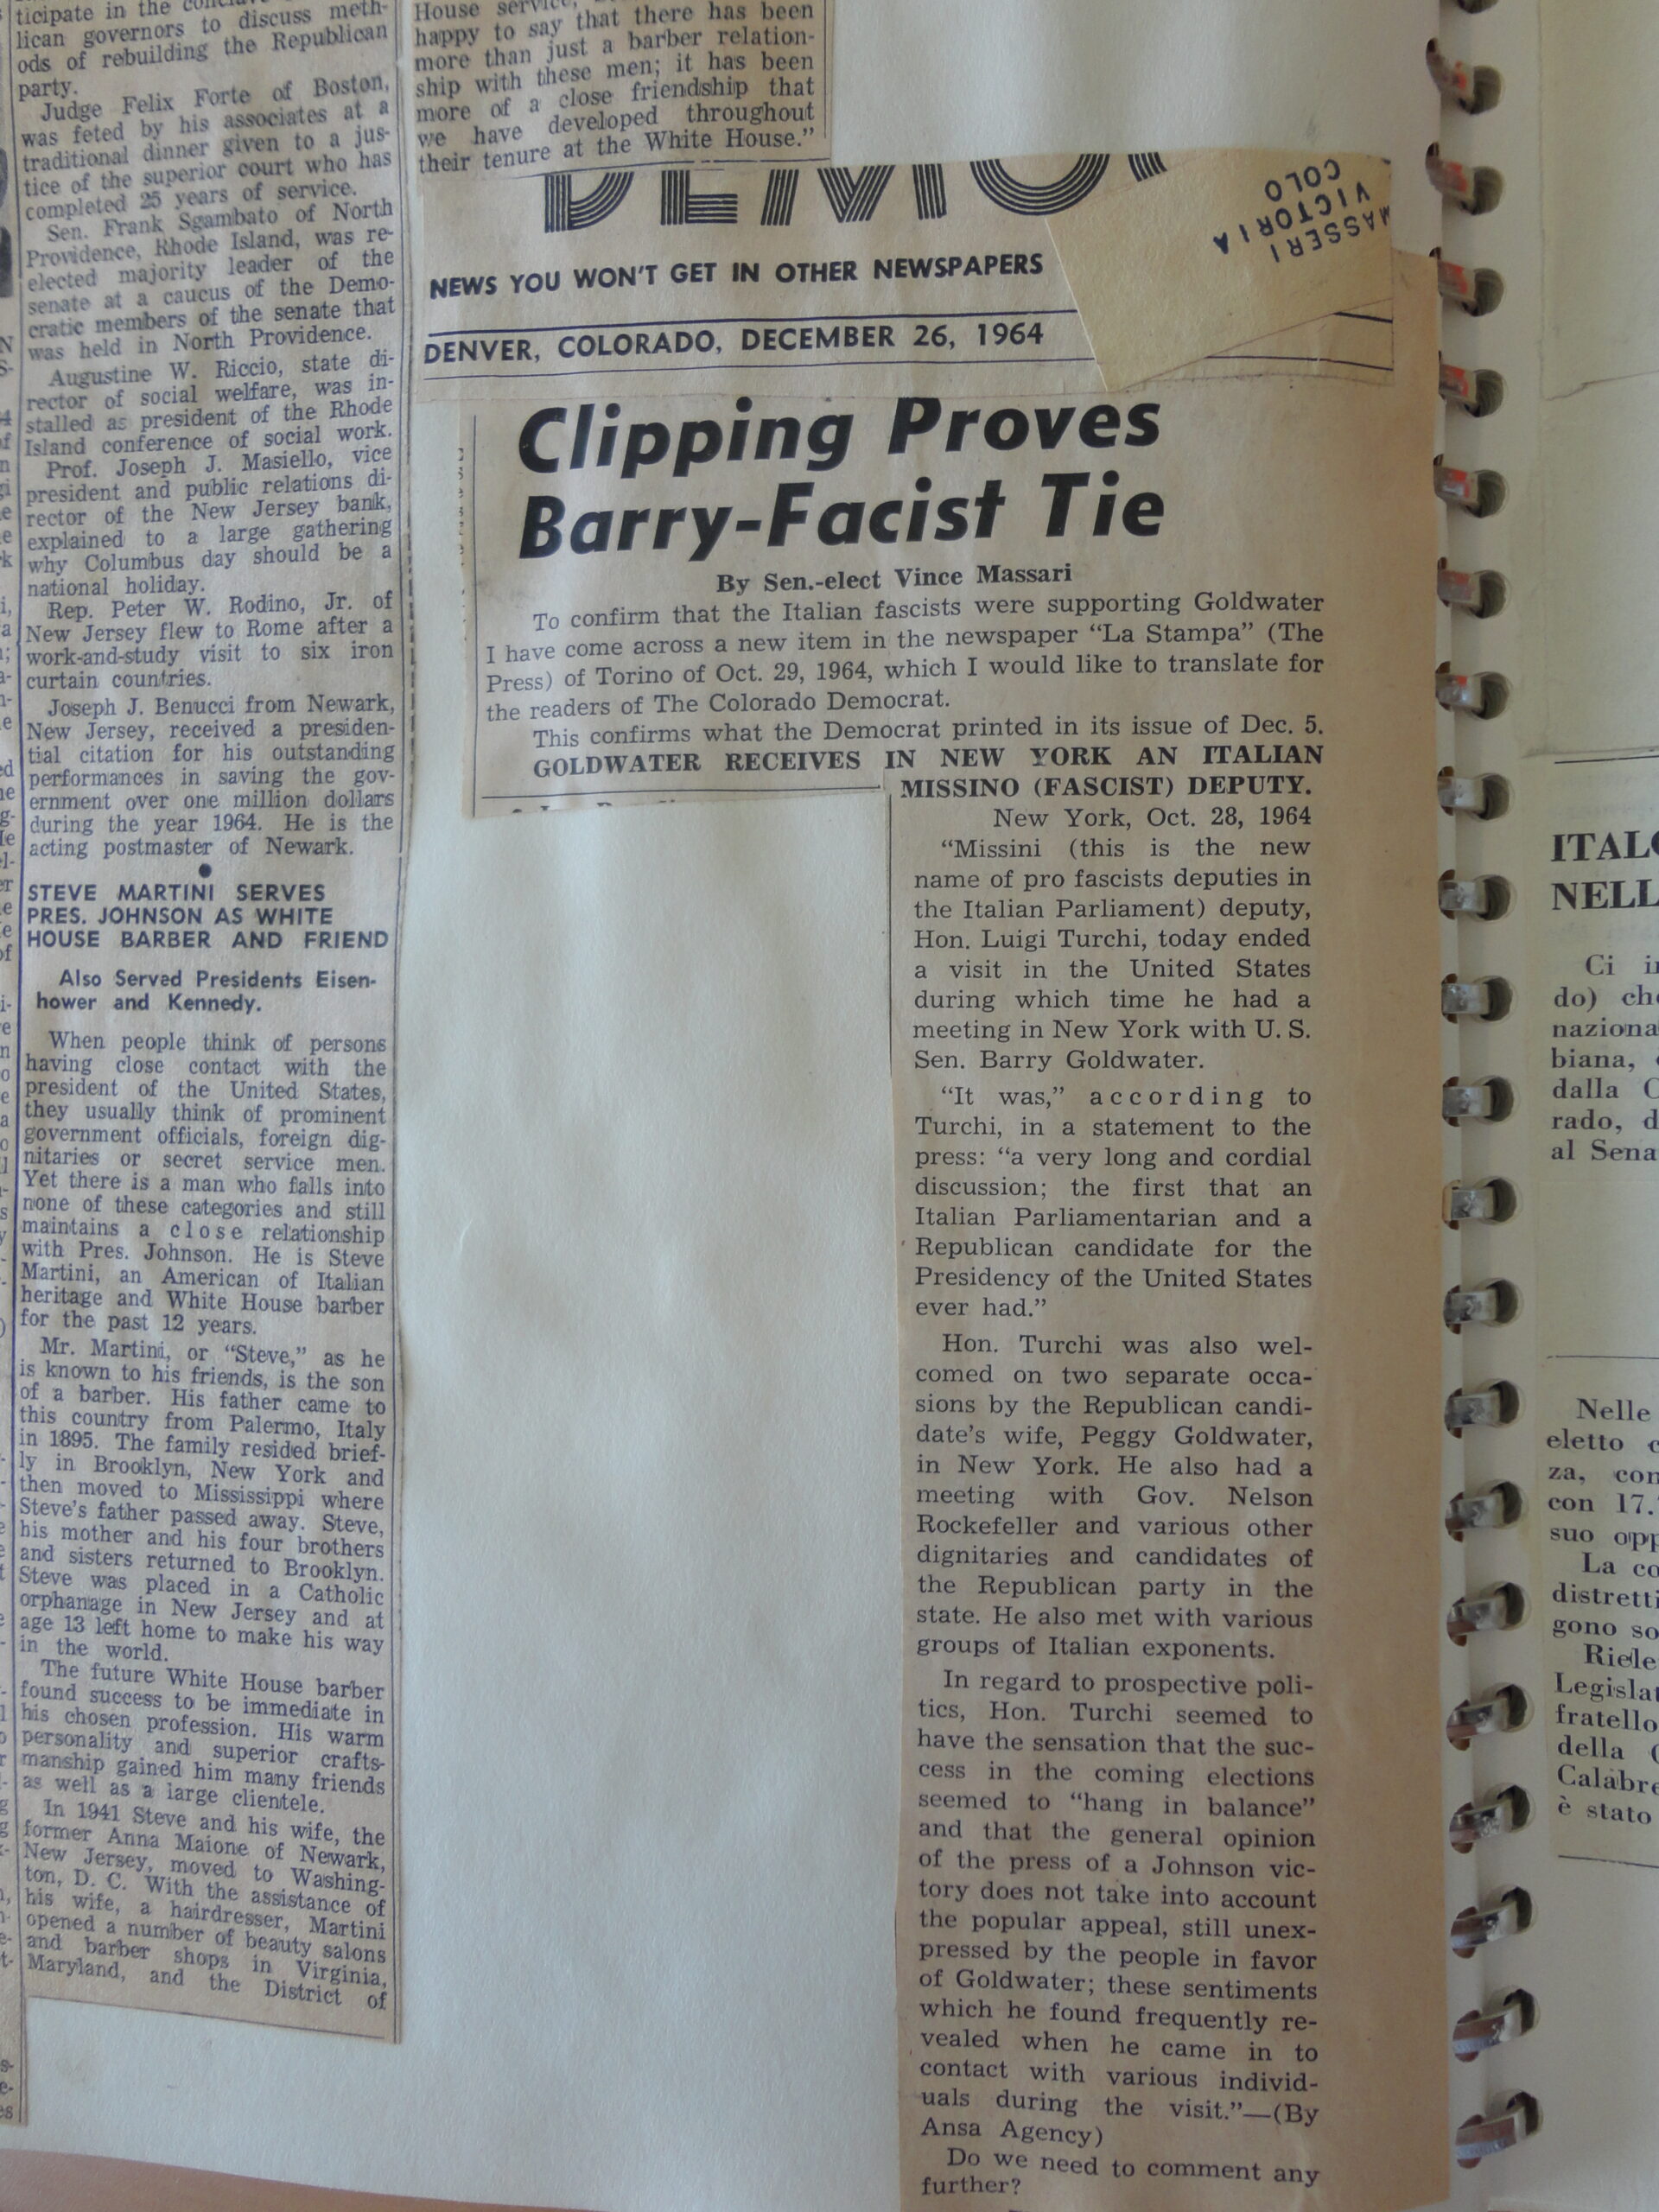 ticipate in the
lican governors to discuss meth-
ods of rebuilding the Republican
party.
Judge Felix Forte of Boston,
was feted by his associates at a
traditional dinner given to a jus-
tice of the superior court who has
completed 25 years of service.
Sen. Frank Sgambato of North
Providence, Rhode Island, was re-
elected majority leader of the
senate at a caucus of the Demo-
cratic members of the senate that
was held in North Providence.
Augustine W. Riccio, state di-
rector of social welfare, was in-
stalled as president of the Rhode
Island conference of social work.
Prof. Joseph J. Masiello, vice
president and public relations di-
rector of the New Jersey bank,
explained to a large gathering
why Columbus day should be a
national holiday.
Rep. Peter W. Rodino, Jr. of
New Jersey flew to Rome after a
work-and-study visit to six iron
curtain countries.
Joseph J. Benucci from Newark,
New Jersey, received a presiden-
tial citation for his outstanding
performances in saving the gov-
ernment over one million dollars
during the year 1964. He is the
acting postmaster of Newark.
STEVE MARTINI SERVES
PRES. JOHNSON AS WHITE
HOUSE BARBER AND FRIEND
Also Served Presidents Eisen-
hower and Kennedy.
When people think of persons
having close contact with the
president of the United States,
they usually think of prominent
government officials, foreign dig-
nitaries or secret service men.
Yet there is a man who falls into
none of these categories and still
maintains a close relationship
with Pres. Johnson. He is Steve
Martini, an American of Italian
heritage and White House barber
for the past 12 years.
Mr. Martini, or "Steve," as he
is known to his friends, is the son
of a barber. His father came to
this country from Palermo, Italy
in 1895. The family resided brief-
ly in Brooklyn, New York and
then moved to Mississippi where
Steve's father passed away. Steve,
his mother and his four brothers
and sisters returned to Brooklyn.
Steve was placed in a Catholic
orphanage in New Jersey and at
age 13 left home to make his way
in the world.
The future White House barber
found success to be immediate in
his chosen profession. His warm
personality and superior crafts-
manship gained him many friends
as well as a large clientele.
In 1941 Steve and his wife, the
former Anna Maione of Newark,
New Jersey, moved to Washing-
ton, D. C. With the assistance of
his wife, a hairdresser, Martini
opened a number of beauty salons
and barber shops in Virginia,
Maryland, and the District of
House service,
happy to say that there has been
more than just a barber relation-
ship with these men; it has been
more of a close friendship that
we have developed throughout
their tenure at the White House."
DEMO
MASSERI
VICTORIA
COLO
NEWS YOU WON'T GET IN OTHER NEWSPAPERS
DENVER, COLORADO, DECEMBER 26, 1964
Clipping Proves
Barry-Facist Tie
By Sen.-elect Vince Massari
To confirm that the Italian fascists were supporting Goldwater
I have come across a new item in the newspaper "La Stampa" (The
Press) of Torino of Oct. 29, 1964, which I would like to translate for
the readers of The Colorado Democrat.
This confirms what the Democrat printed in its issue of Dec. 5.
GOLDWATER RECEIVES IN NEW YORK AN ITALIAN
MISSINO (FASCIST) DEPUTY.
New York, Oct. 28, 1964
"Missini (this is the new
name of pro fascists deputies in
the Italian Parliament) deputy,
Hon. Luigi Turchi, today ended
a visit in the United States
during which time he had a
meeting in New York with U. S.
Sen. Barry Goldwater.
"It was," according to
Turchi, in a statement to the
press: "a very long and cordial
discussion; the first that an
Italian Parliamentarian and a
Republican candidate for the
Presidency of the United States
ever had."
Hon. Turchi was also wel-
comed on two separate occa-
sions by the Republican candi-
date's wife, Peggy Goldwater,
in New York. He also had a
meeting with Gov. Nelson
Rockefeller and various other
dignitaries and candidates of
the Republican party in the
state. He also met with various
groups of Italian exponents.
In regard to prospective poli-
tics, Hon. Turchi seemed to
have the sensation that the suc-
cess in the coming elections
seemed to "hang in balance"
and that the general opinion
of the press of a Johnson vic-
tory does not take into account
the popular appeal, still unex-
pressed by the people in favor
of Goldwater; these sentiments
which he found frequently re-
vealed when he came in to
contact with various individ-
uals during the visit."—(By
Ansa Agency)
Do we need to comment any
further?
ITAL
NELL
Ci i
do) ch
naziona
biana,
dalla C
rado, d
al Sena
Nelle
eletto c
za, con
con 17.
suo opp
La co
distretti
gono so
Riele
Legislat
fratello
della (
Calabre
è stato